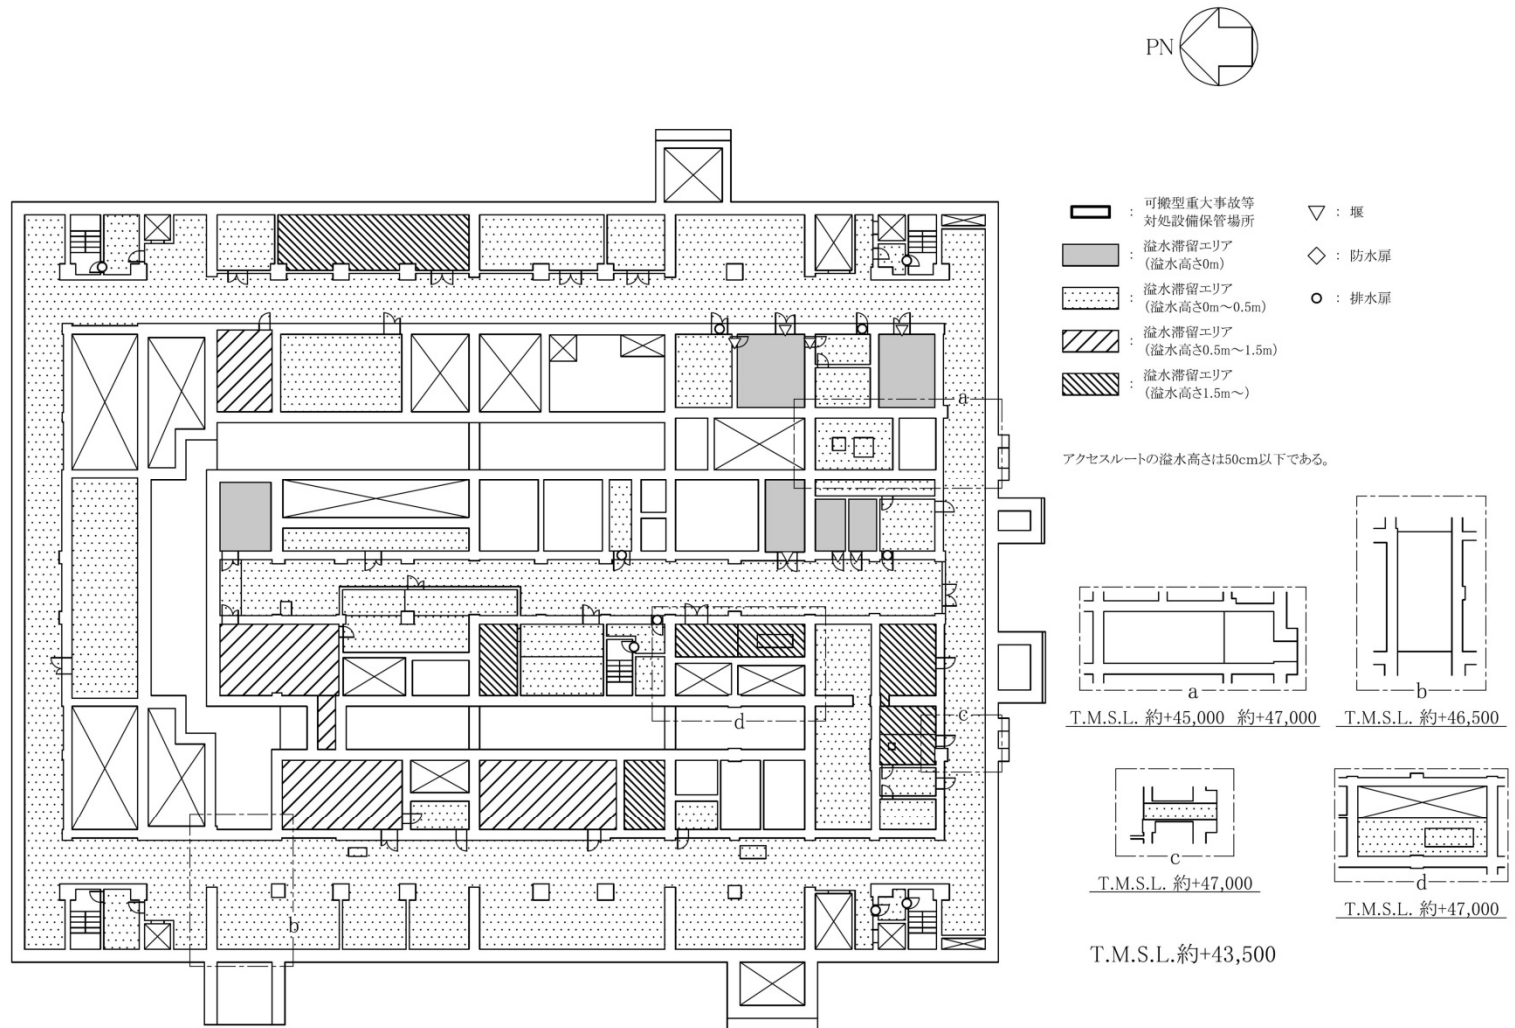 PN
： 可搬型重大事故等
対処設備保管場所
： 溢水滞留エリア
(溢水高さ0m)
： 溢水滞留エリア
(溢水高さ0m～0.5m)
： 溢水滞留エリア
(溢水高さ0.5m～1.5m)
： 溢水滞留エリア
(溢水高さ1.5m～)
： 堰
： 防水扉
： 排水扉
アクセスルートの溢水高さは50cm以下である。
a
d
c
b
a
T.M.S.L. 約+45,000 約+47,000
b
T.M.S.L. 約+46,500
c
T.M.S.L. 約+47,000
d
T.M.S.L. 約+47,000
T.M.S.L.約+43,500